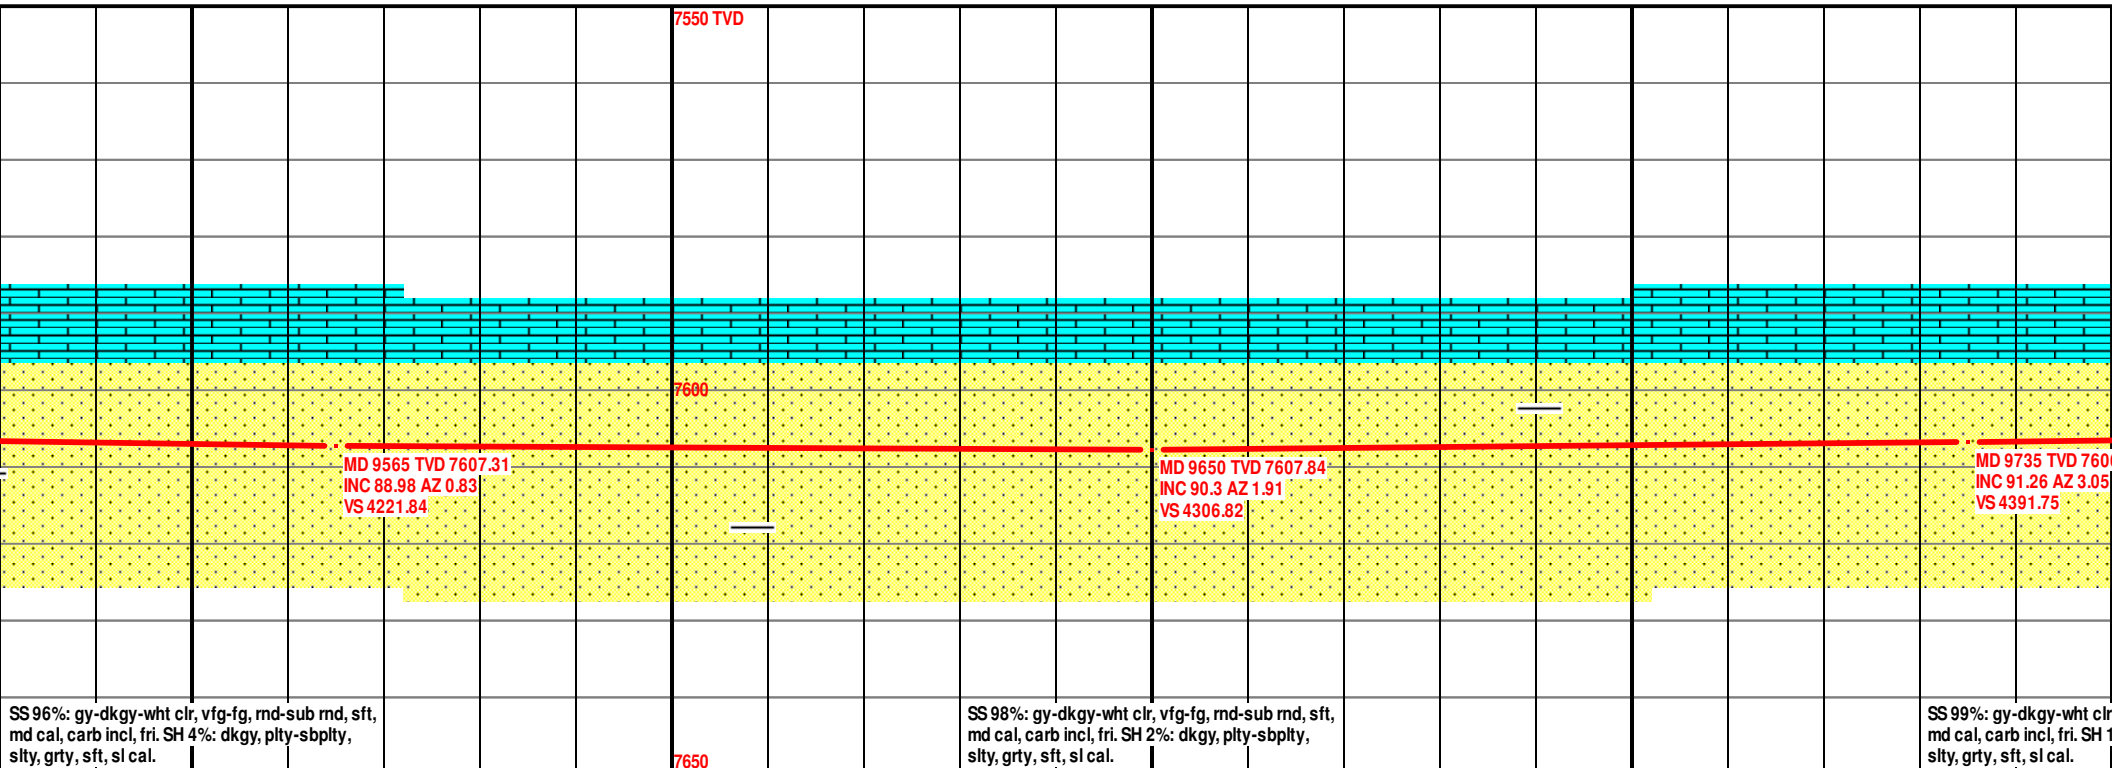 7550 TVD
7600
MD 9565 TVD 7607.31
INC 88.98 AZ 0.83
VS 4221.84
MD 9650 TVD 7607.84
INC 90.3 AZ 1.91
VS 4306.82
MD 9735 TVD
INC 91.26 AZ 3.05
VS 4391.75
SS 96%: gy-dkgy-wht clr, vfg-fg, rnd-sub rnd, sft,
md cal, carb incl, fri. SH 4%: dkgy, plty-sbplty,
slty, grty, sft, sl cal.
7650
SS 98%: gy-dkgy-wht clr, vfg-fg, rnd-sub rnd, sft,
md cal, carb incl, fri. SH 2%: dkgy, plty-sbplty,
slty, grty, sft, sl cal.
SS 99%: gy-dkgy-wht clr
md cal, carb incl, fri. SH
slty, grty, sft, sl cal.